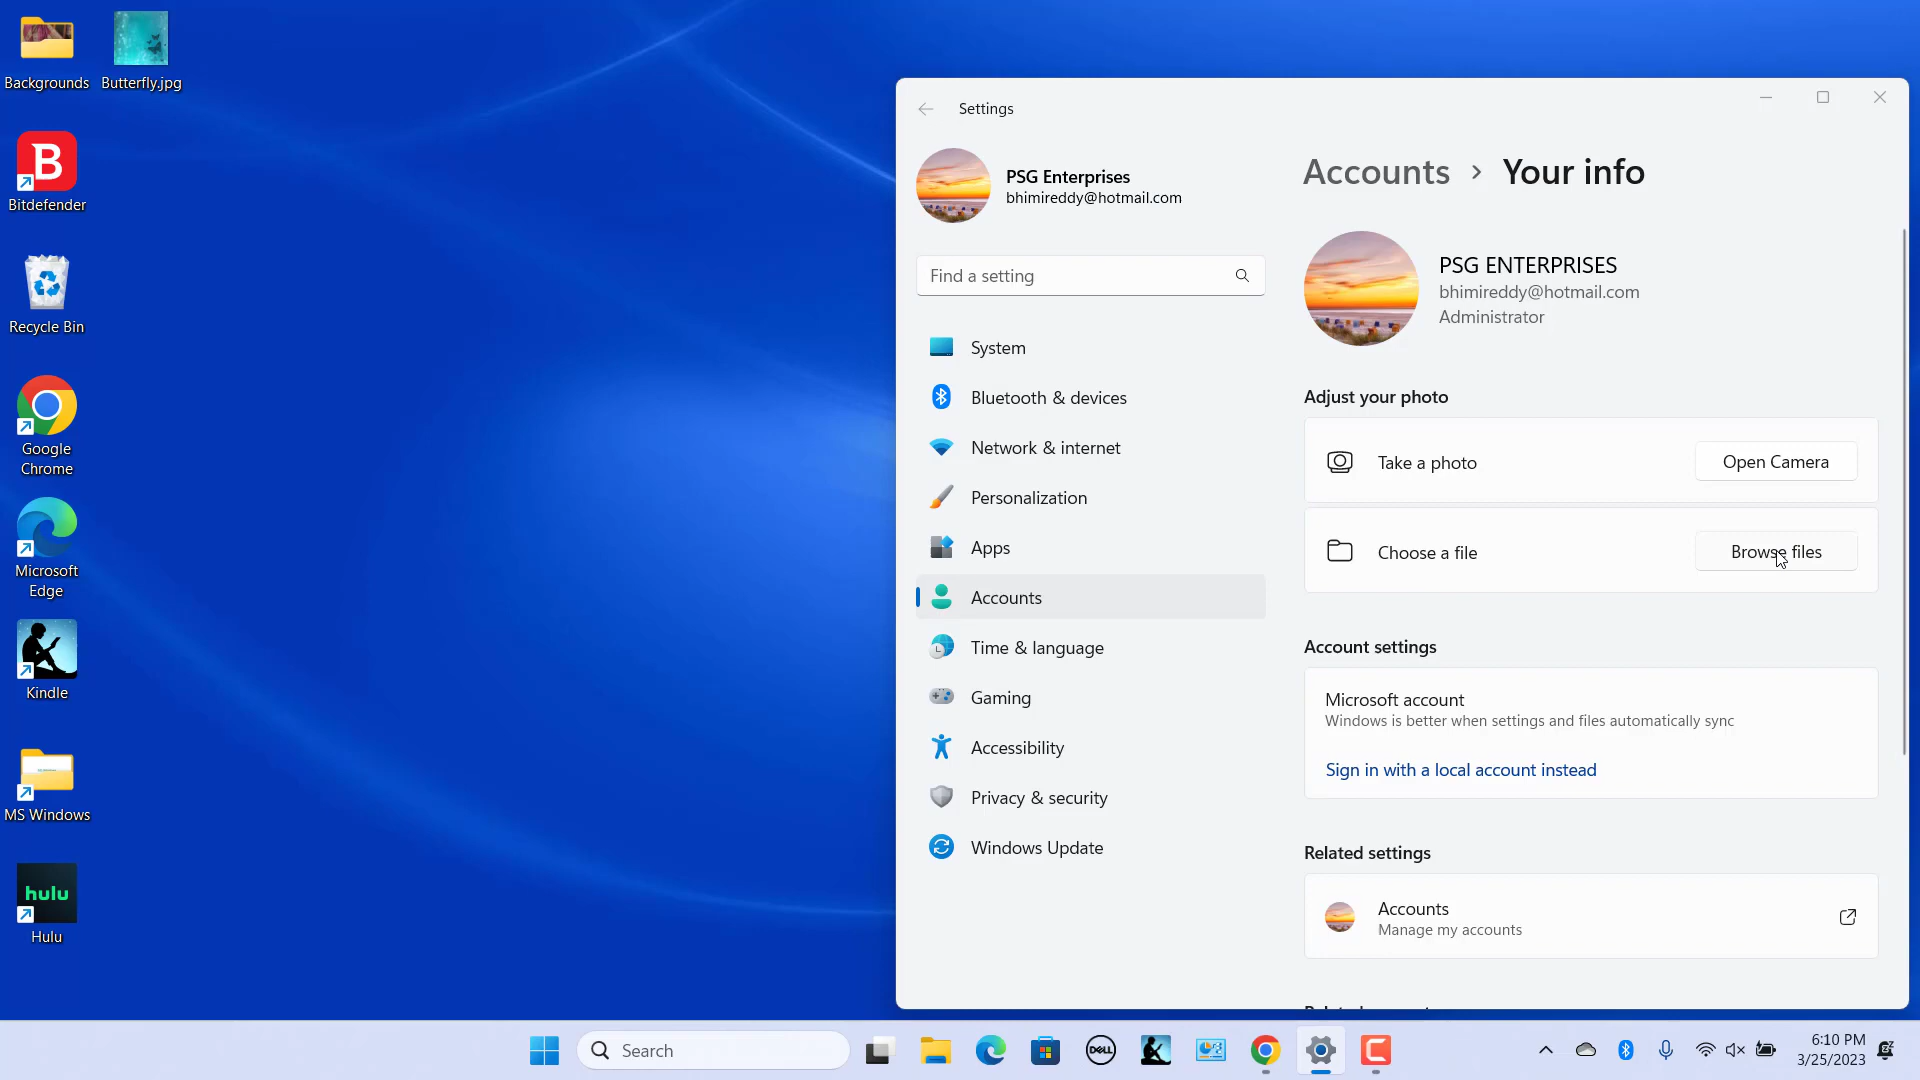 Backgrounds
Butterfly.jpg
B
Bitdefender
Recycle Bin
Google
Chrome
Microsoft
Edge
Kindle
MS Windows
hulu
Hulu
Settings
PSG Enterprises
bhimireddy@hotmail.com
Find a setting
System
Bluetooth & devices
Network & internet
Personalization
Apps
Accounts
Time & language
Gaming
Accessibility
Privacy & security
Windows Update
Accounts > Your info
PSG ENTERPRISES
bhimireddy@hotmail.com
Administrator
Adjust your photo
Take a photo
Open Camera
Choose a file
Browse files
Account settings
Microsoft account
Windows is better when settings and files automatically sync
Sign in with a local account instead
Related settings
Accounts
Manage my accounts
Search
DELL
6:10 PM
3/25/2023